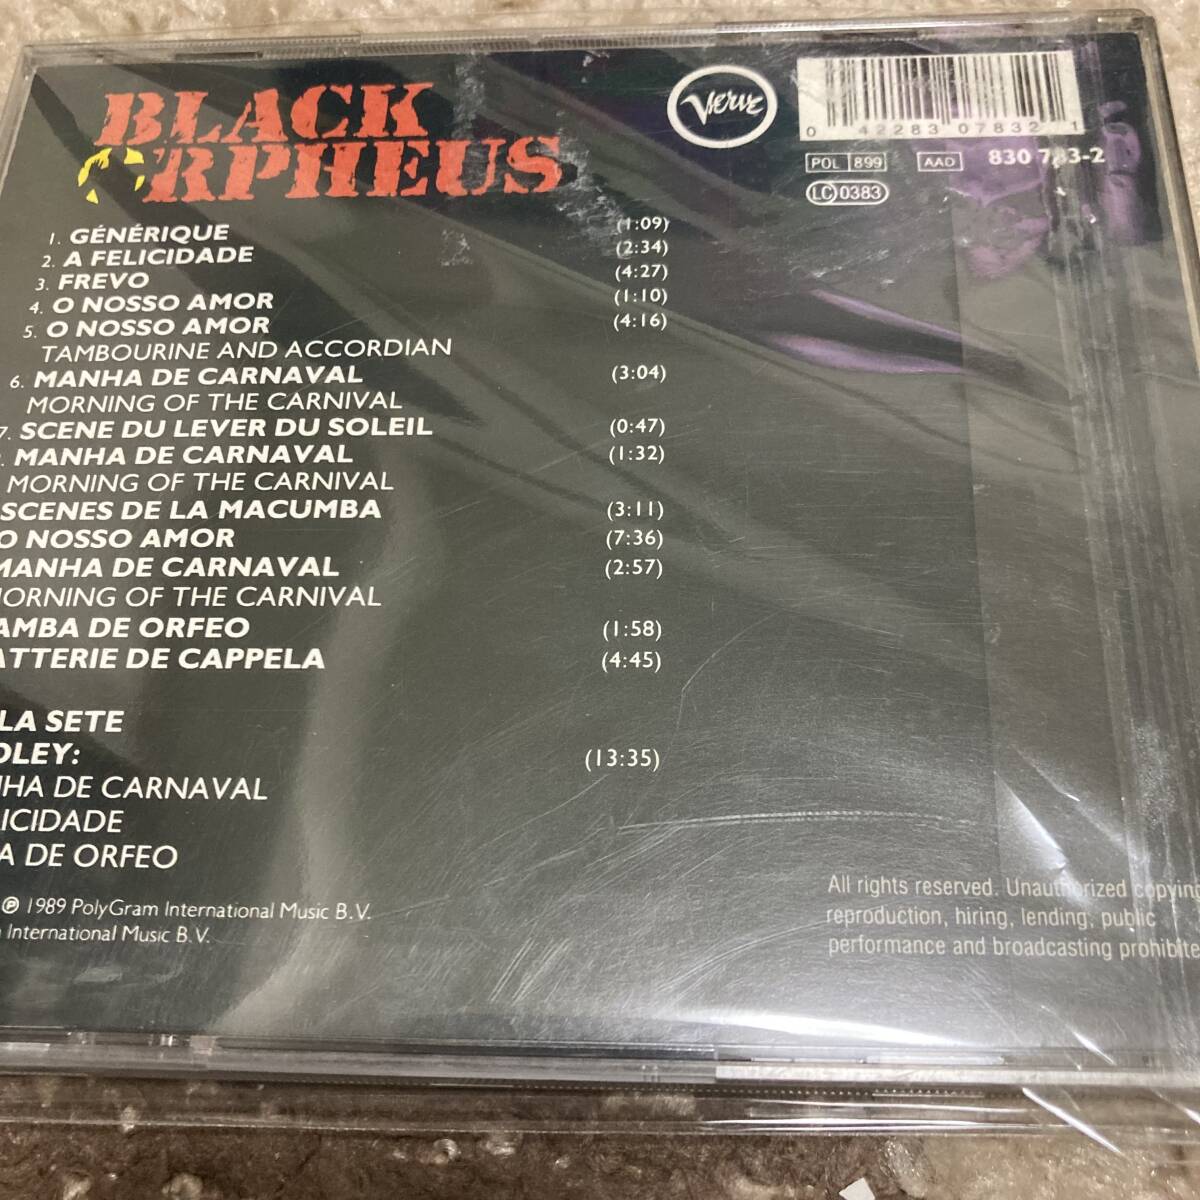 BLACK
ORPHEUS
Verve
0 42283 07832 1
POL 899 AAD 830 783-2
LC 0383
1. GÉNÉRIQUE (1:09)
2. A FELICIDADE (2:34)
3. FREVO (4:27)
4. O NOSSO AMOR (1:10)
5. O NOSSO AMOR (4:16)
TAMBOURINE AND ACCORDIAN
6. MANHA DE CARNAVAL (3:04)
MORNING OF THE CARNIVAL
7. SCENE DU LEVER DU SOLEIL (0:47)
MANHA DE CARNAVAL (1:32)
MORNING OF THE CARNIVAL
SCENES DE LA MACUMBA (3:11)
O NOSSO AMOR (7:36)
MANHA DE CARNAVAL (2:57)
MORNING OF THE CARNIVAL
AMBA DE ORFEO (1:58)
ATTERIE DE CAPPELA (4:45)
LA SETE
DLEY: (13:35)
HA DE CARNAVAL
ICIDADE
A DE ORFEO
℗ 1989 PolyGram International Music B.V.
International Music B.V.
All rights reserved. Unauthorized copying
reproduction, hiring, lending, public
performance and broadcasting prohibite